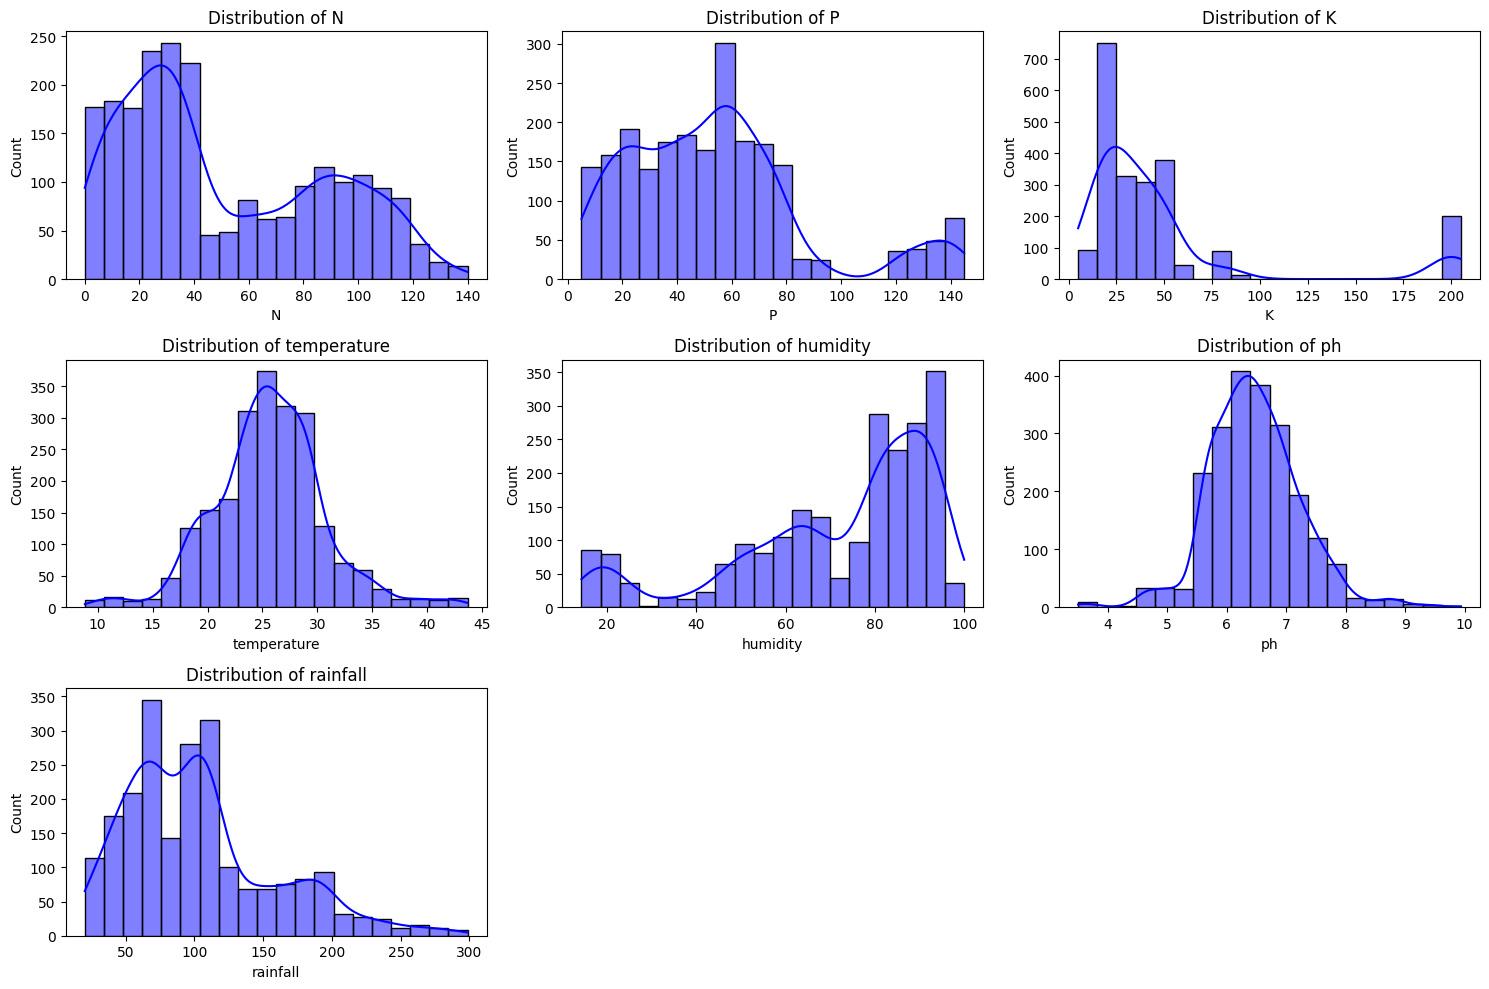 Distribution of N
250
200
150
100
50
0
Count
0 20 40 60 80 100 120 140
N
Distribution of P
300
250
200
150
100
50
0
Count
0 20 40 60 80 100 120 140
P
Distribution of K
700
600
500
400
300
200
100
0
Count
0 25 50 75 100 125 150 175 200
K
Distribution of temperature
350
300
250
200
150
100
50
0
Count
10 15 20 25 30 35 40 45
temperature
Distribution of humidity
350
300
250
200
150
100
50
0
Count
20 40 60 80 100
humidity
Distribution of ph
400
300
200
100
0
Count
4 5 6 7 8 9 10
ph
Distribution of rainfall
350
300
250
200
150
100
50
0
Count
50 100 150 200 250 300
rainfall